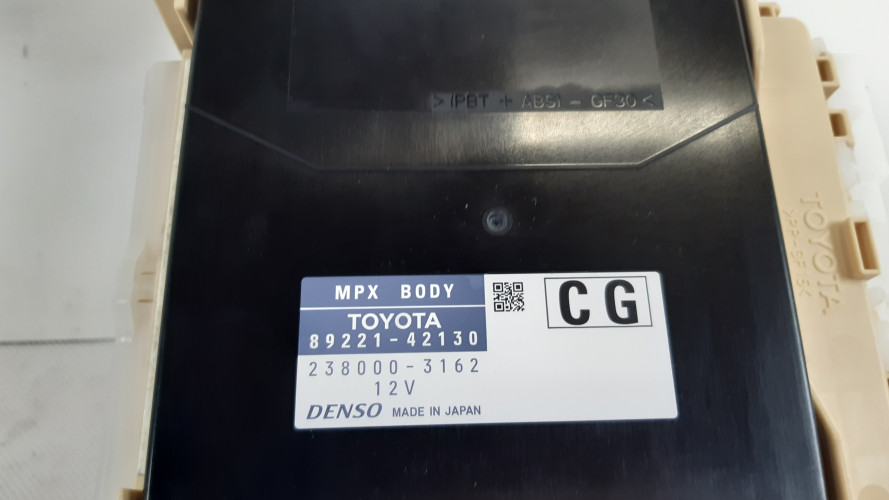 >(PBT + ABS)-GF30<
MPX BODY
TOYOTA
89221-42130
238000-3162
12V
DENSO MADE IN JAPAN
CG
TOYOTA